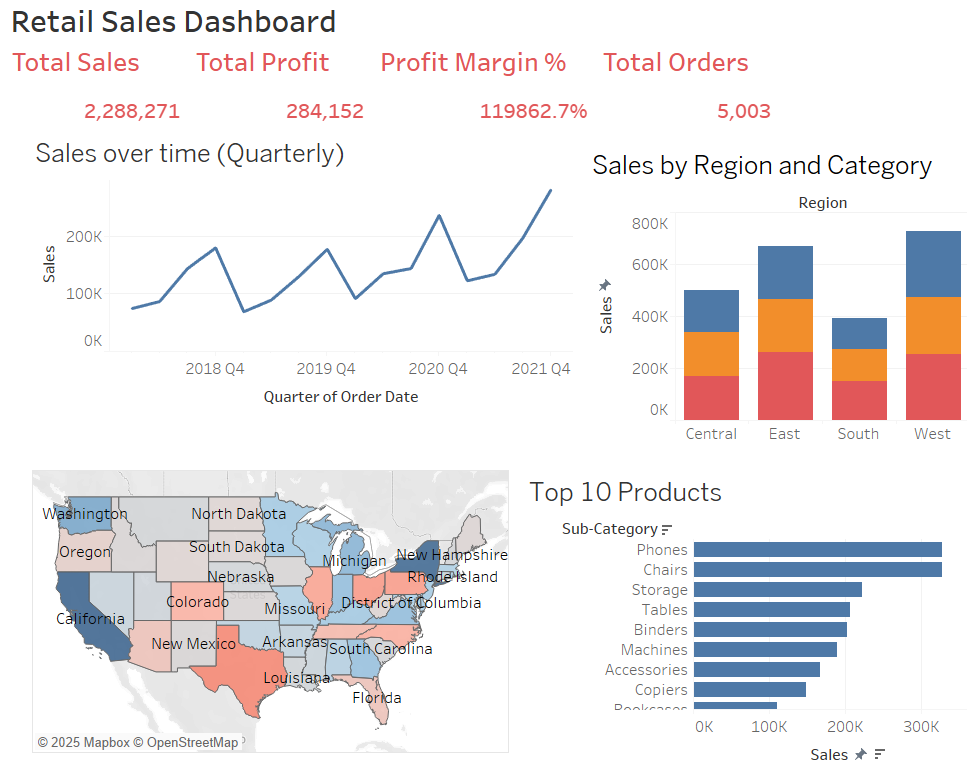 Retail Sales Dashboard
Total Sales Total Profit Profit Margin % Total Orders
2,288,271 284,152 119862.7% 5,003
Sales over time (Quarterly)
200K
100K
0K
Sales
2018 Q4 2019 Q4 2020 Q4 2021 Q4
Quarter of Order Date
Sales by Region and Category
Region
800K
600K
400K
200K
0K
Sales
Central East South West
Washington
North Dakota
Oregon
South Dakota
Michigan
New Hampshire
Nebraska
Rhode Island
Colorado
Missouri
District of Columbia
California
New Mexico
Arkansas
South Carolina
Louisiana
Florida
© 2025 Mapbox © OpenStreetMap
Top 10 Products
Sub-Category
Phones
Chairs
Storage
Tables
Binders
Machines
Accessories
Copiers
Bookcases
0K 100K 200K 300K
Sales